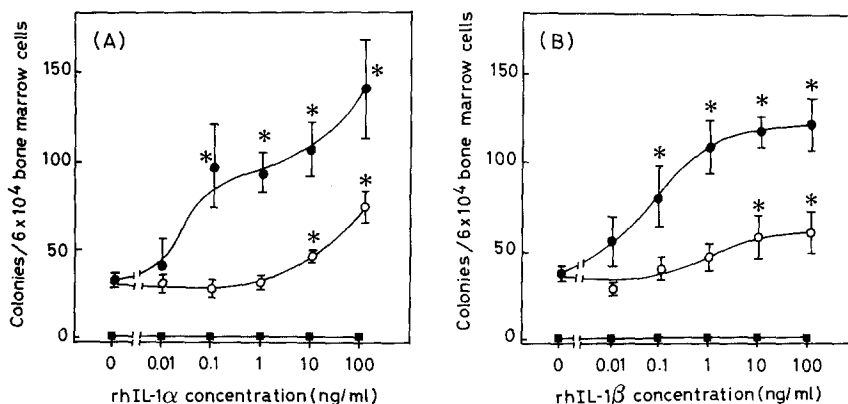 (A)
Colonies/6x10⁴ bone marrow cells
150
100
50
0
0 0.01 0.1 1 10 100
rhIL-1α concentration (ng/ml)
* * * * *
* *
(B)
Colonies/6x10⁴ bone marrow cells
150
100
50
0
0 0.01 0.1 1 10 100
rhIL-1β concentration (ng/ml)
* * * *
* *